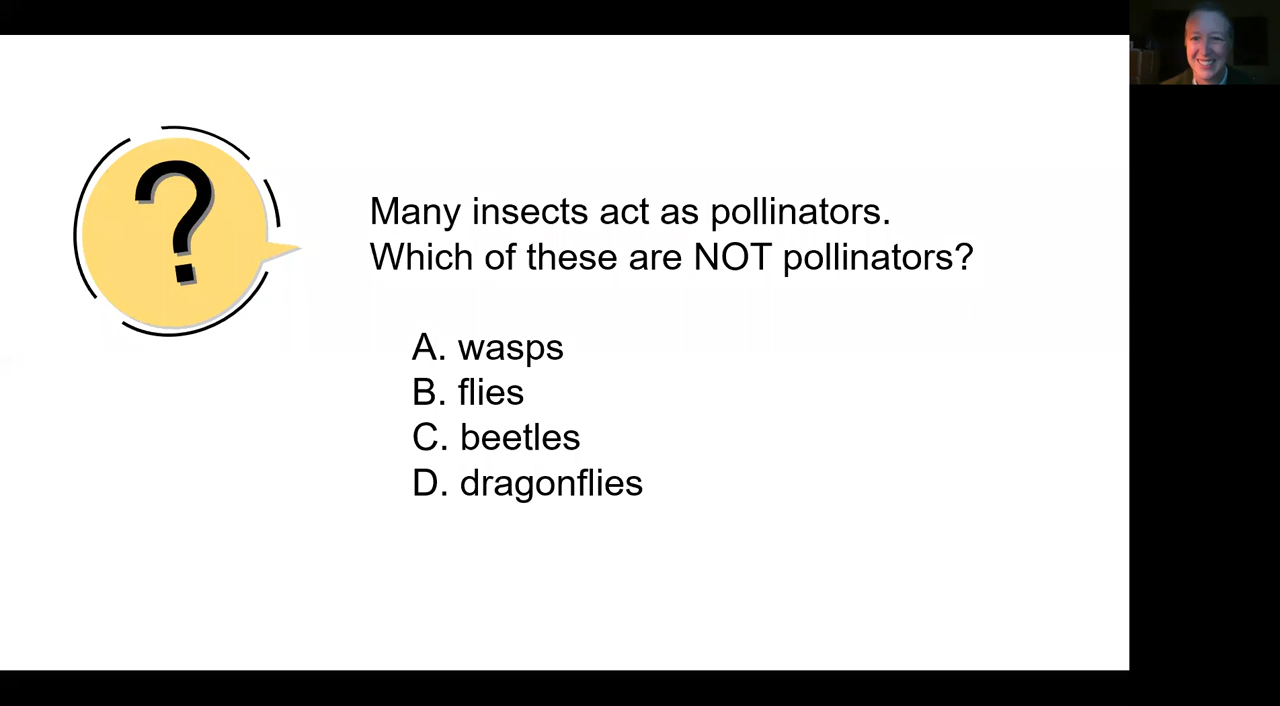 ?
Many insects act as pollinators.
Which of these are NOT pollinators?
A. wasps
B. flies
C. beetles
D. dragonflies